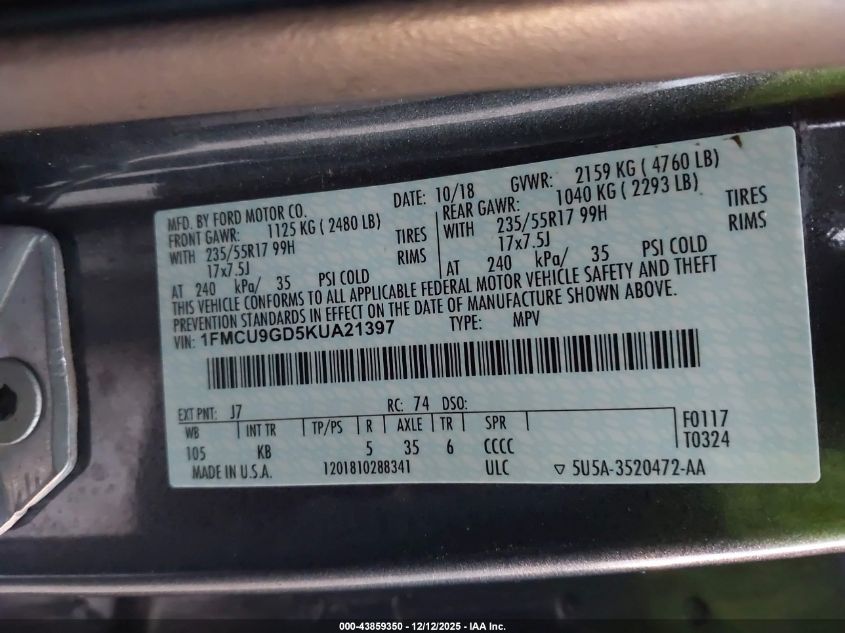 MFD. BY FORD MOTOR CO. DATE: 10/18 GVWR: 2159 KG ( 4760 LB)
FRONT GAWR: 1125 KG ( 2480 LB) REAR GAWR: 1040 KG ( 2293 LB)
WITH 235/55R17 99H TIRES WITH 235/55R17 99H TIRES
17x7.5J RIMS 17x7.5J RIMS
AT 240 kPa/ 35 PSI COLD AT 240 kPa/ 35 PSI COLD
THIS VEHICLE CONFORMS TO ALL APPLICABLE FEDERAL MOTOR VEHICLE SAFETY AND THEFT
PREVENTION STANDARDS IN EFFECT ON THE DATE OF MANUFACTURE SHOWN ABOVE.
VIN: 1FMCU9GD5KUA21397 TYPE: MPV
EXT PNT: J7 RC: 74 DSO:
WB INT TR TP/PS R AXLE TR SPR F0117
105 KB 5 35 6 CCCC T0324
MADE IN U.S.A. 1201810288341 ULC ▽ 5U5A-3520472-AA
000-43859350 - 12/12/2025 - IAA Inc.